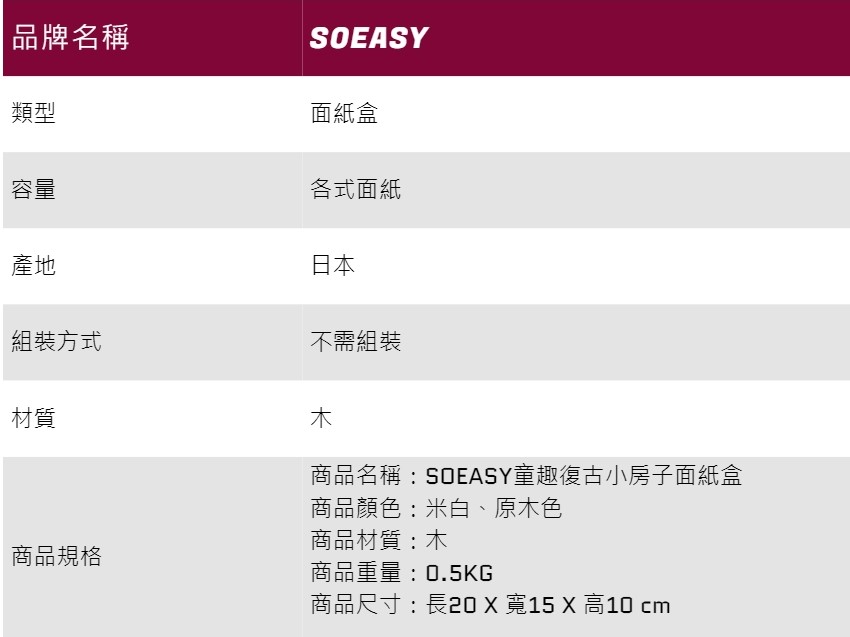 品牌名稱 SOEASY
類型 面紙盒
容量 各式面紙
產地 日本
組裝方式 不需組裝
材質 木
商品規格
商品名稱：SOEASY童趣復古小房子面紙盒
商品顏色：米白、原木色
商品材質：木
商品重量：0.5KG
商品尺寸：長20 X 寬15 X 高10 cm